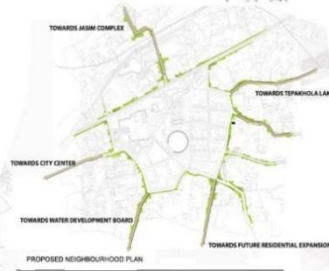 TOWARDS JASIM COMPLEX
TOWARDS TEPAKHOLA LAK
TOWARDS CITY CENTER
TOWARDS WATER DEVELOPMENT BOARD
TOWARDS FUTURE RESIDENTIAL EXPANSION
PROPOSED NEIGHBOURHOOD PLAN